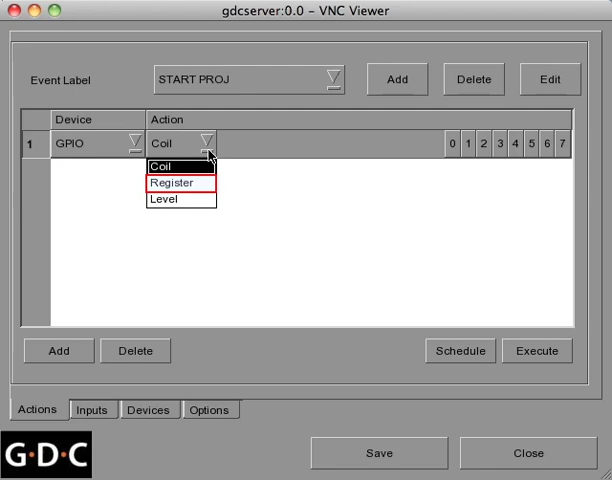 gdcserver:0.0 – VNC Viewer
Event Label START PROJ Add Delete Edit
Device Action
1 GPIO Coil 0 1 2 3 4 5 6 7
Coil
Register
Level
Add Delete Schedule Execute
Actions Inputs Devices Options
G·D·C Save Close